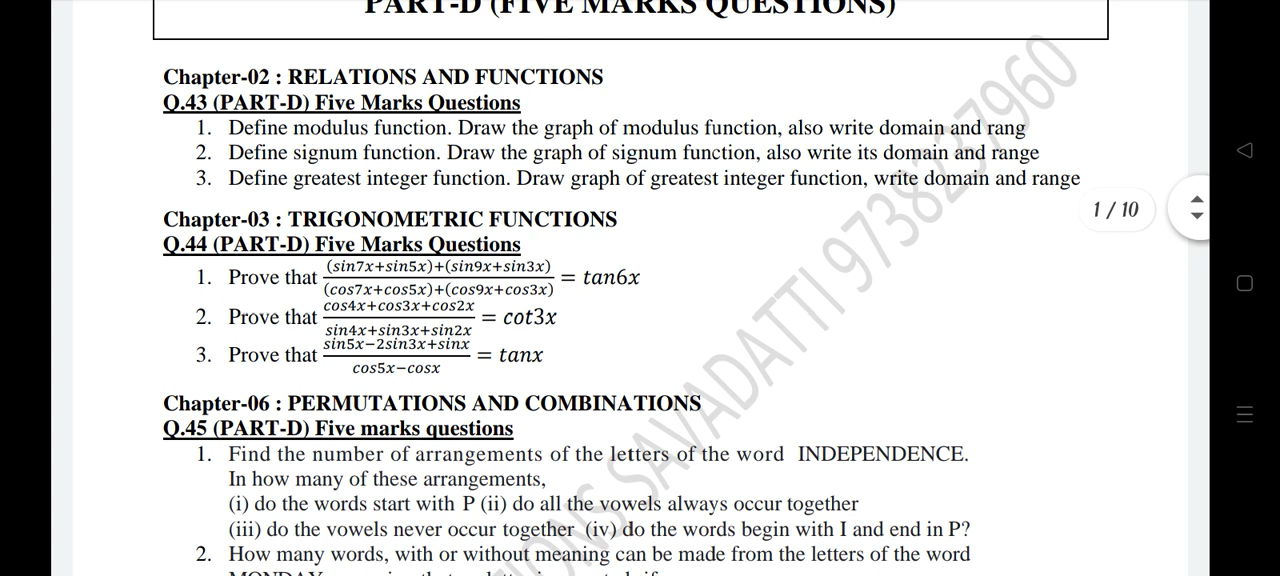 PART-D (FIVE MARKS QUESTIONS)
Chapter-02 : RELATIONS AND FUNCTIONS
Q.43 (PART-D) Five Marks Questions
1. Define modulus function. Draw the graph of modulus function, also write domain and rang
2. Define signum function. Draw the graph of signum function, also write its domain and range
3. Define greatest integer function. Draw graph of greatest integer function, write domain and range
1 / 10
Chapter-03 : TRIGONOMETRIC FUNCTIONS
Q.44 (PART-D) Five Marks Questions
1. Prove that (sin7x+sin5x)+(sin9x+sin3x) / (cos7x+cos5x)+(cos9x+cos3x) = tan6x
2. Prove that cos4x+cos3x+cos2x / sin4x+sin3x+sin2x = cot3x
3. Prove that sin5x−2sin3x+sinx / cos5x−cosx = tanx
Chapter-06 : PERMUTATIONS AND COMBINATIONS
Q.45 (PART-D) Five marks questions
1. Find the number of arrangements of the letters of the word INDEPENDENCE.
In how many of these arrangements,
(i) do the words start with P (ii) do all the vowels always occur together
(iii) do the vowels never occur together (iv) do the words begin with I and end in P?
2. How many words, with or without meaning can be made from the letters of the word
SAVADATTI 9738237960